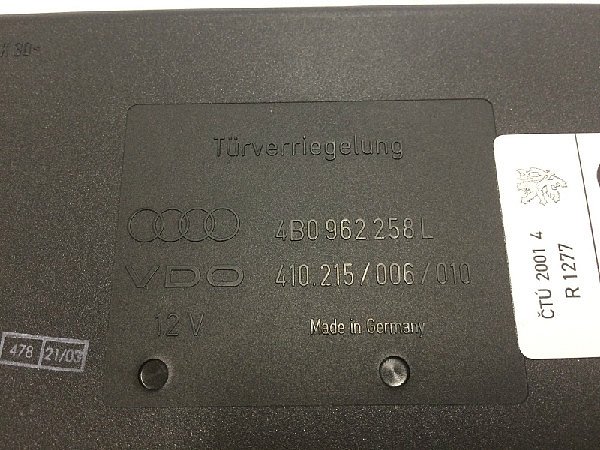 Türverriegelung
4B0 962 258 L
VDO 410.215/006/010
12 V Made in Germany
478 21/03
ČTÚ 2001 4
R 1277